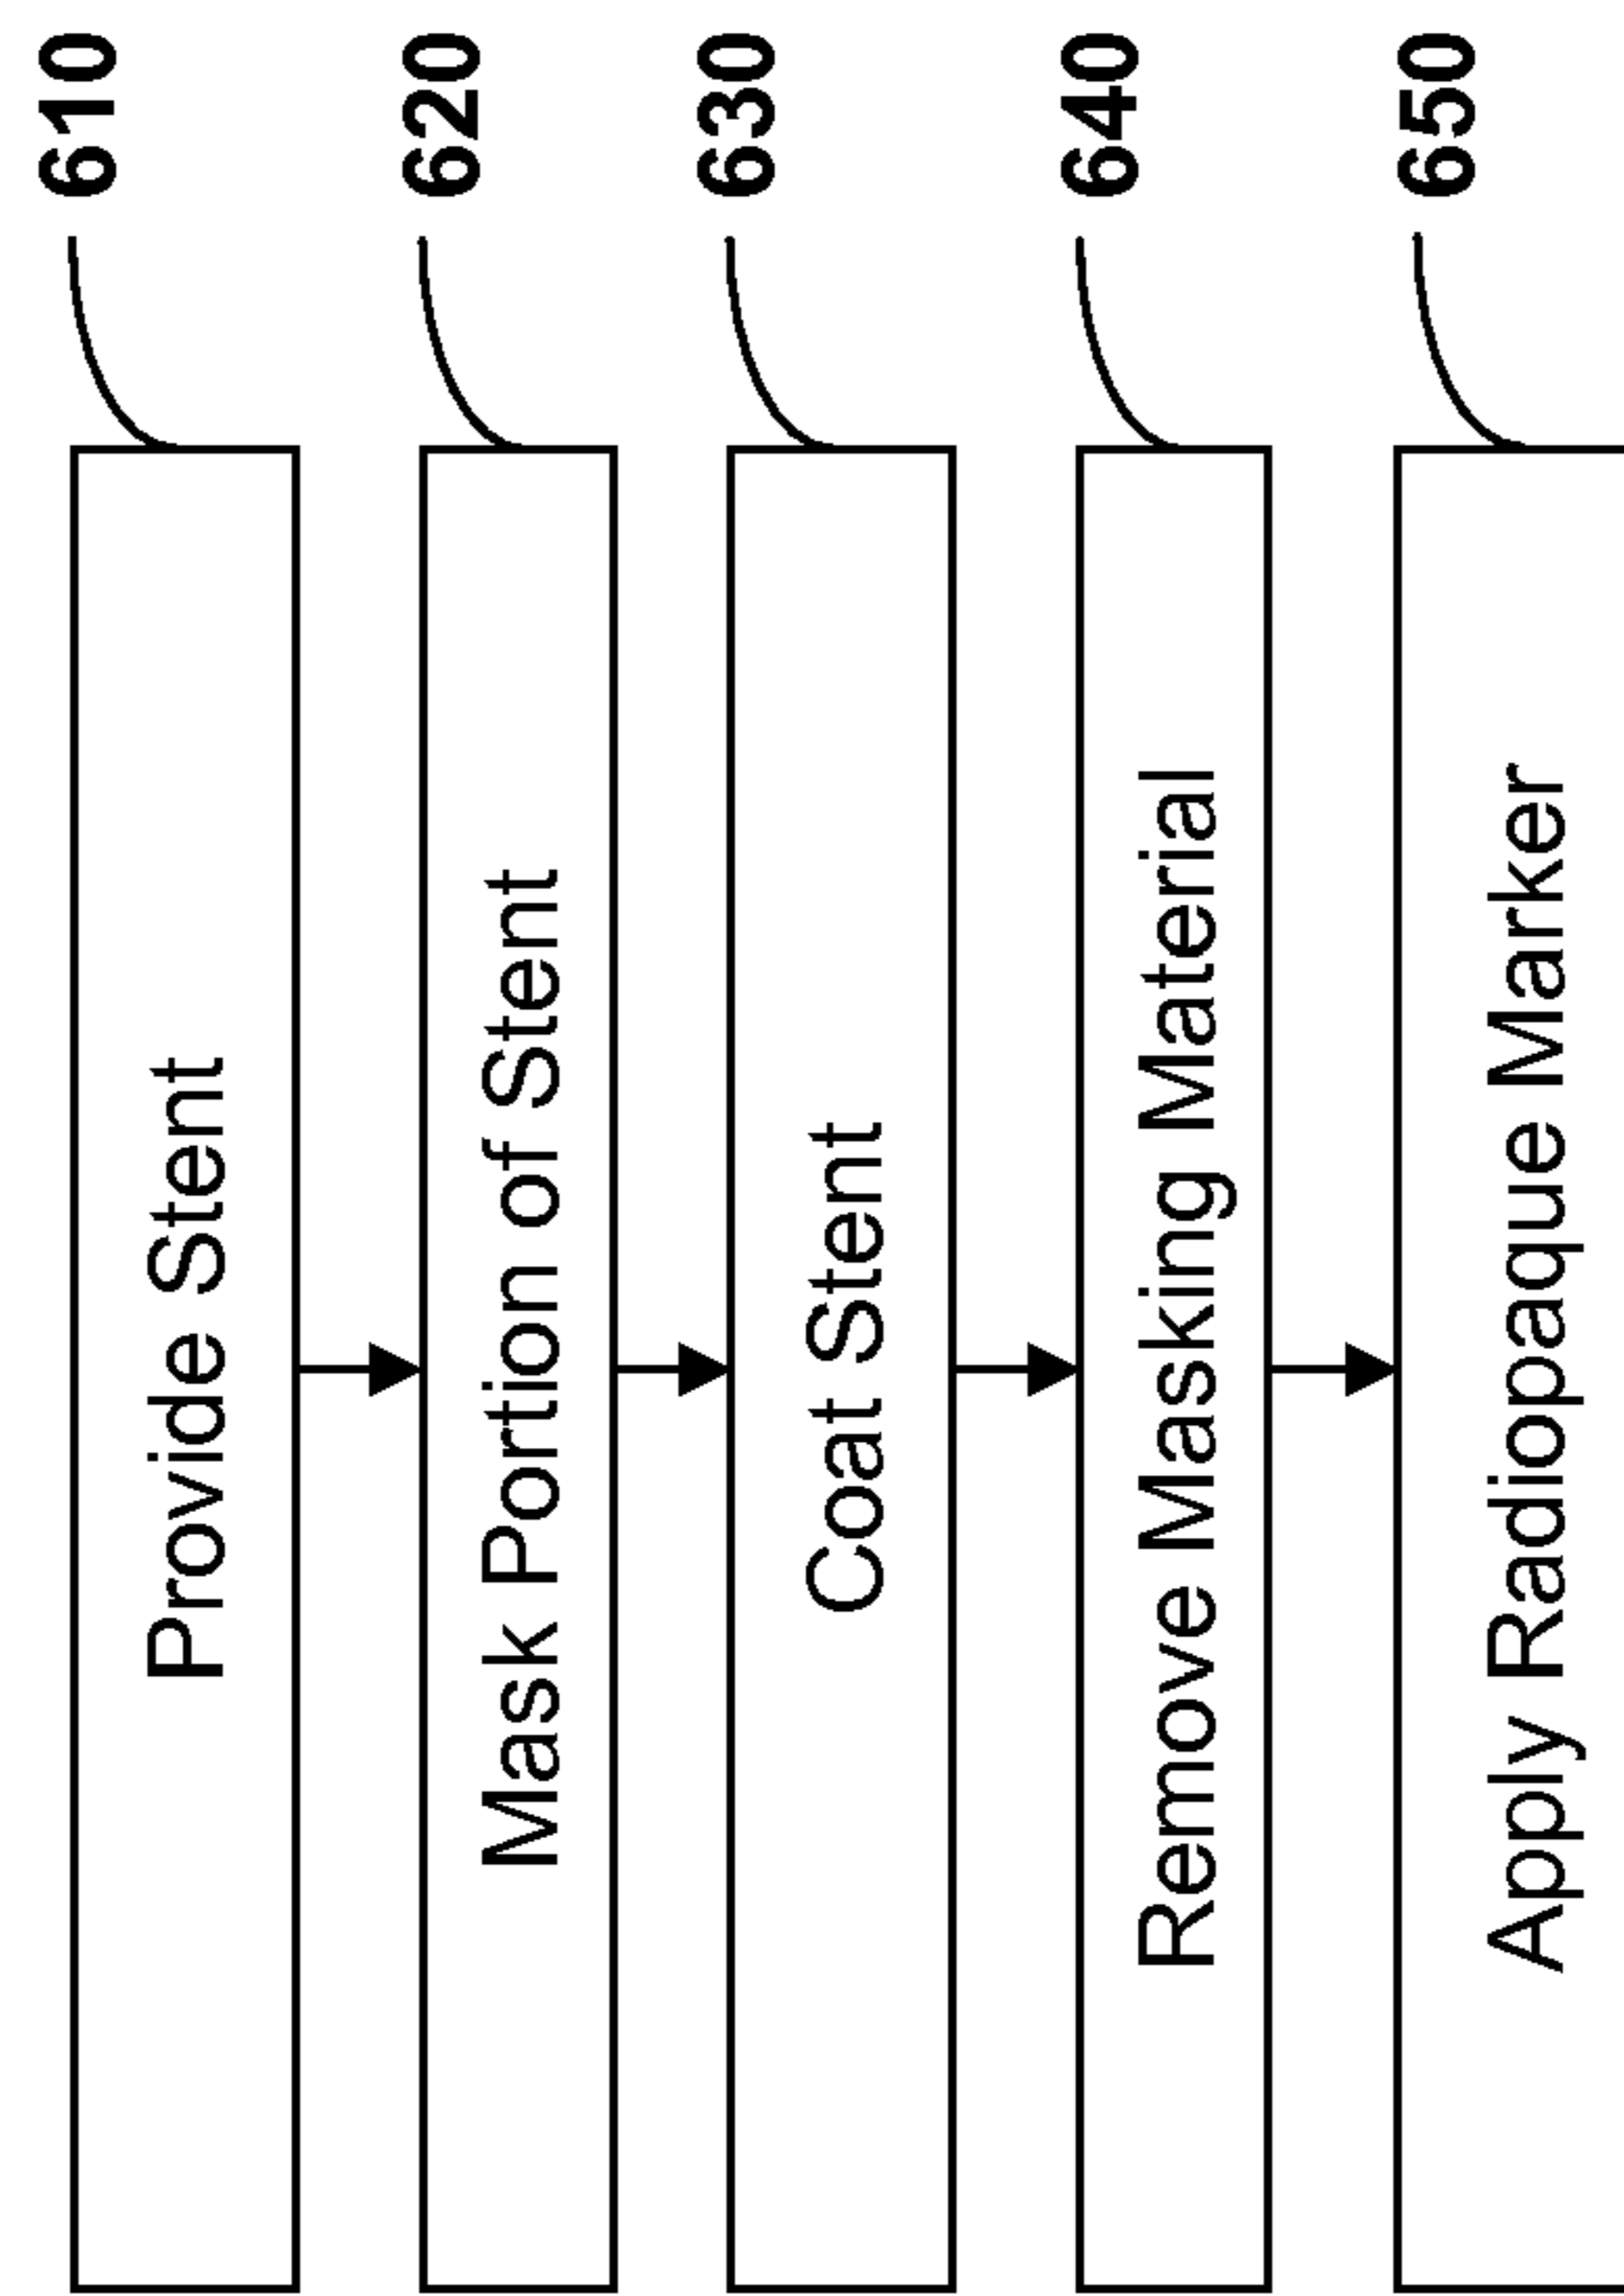 Provide Stent
610
Mask Portion of Stent
620
Coat Stent
630
Remove Masking Material
640
Apply Radiopaque Marker
650